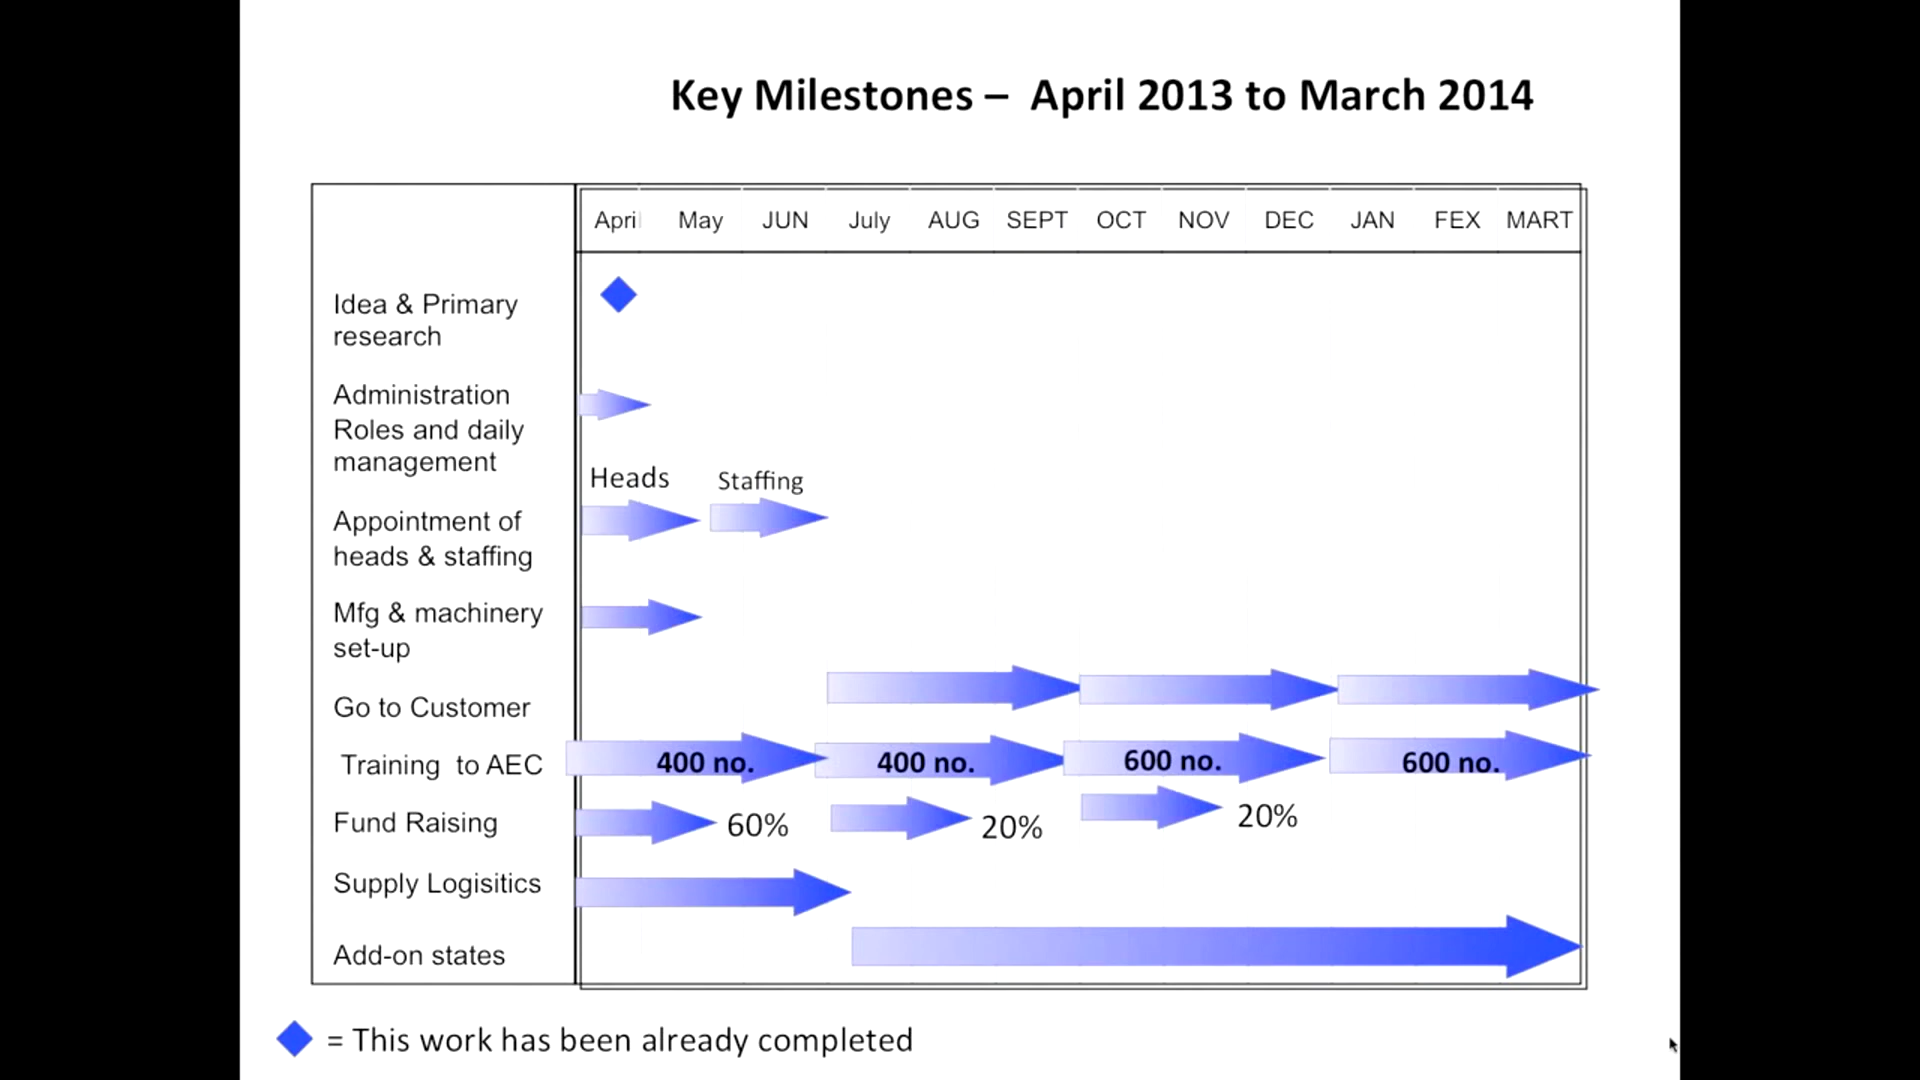 Key Milestones – April 2013 to March 2014
Apri May JUN July AUG SEPT OCT NOV DEC JAN FEX MART
Idea & Primary
research
Administration
Roles and daily
management
Heads Staffing
Appointment of
heads & staffing
Mfg & machinery
set-up
Go to Customer
Training to AEC 400 no. 400 no. 600 no. 600 no.
Fund Raising 60% 20% 20%
Supply Logisitics
Add-on states
= This work has been already completed